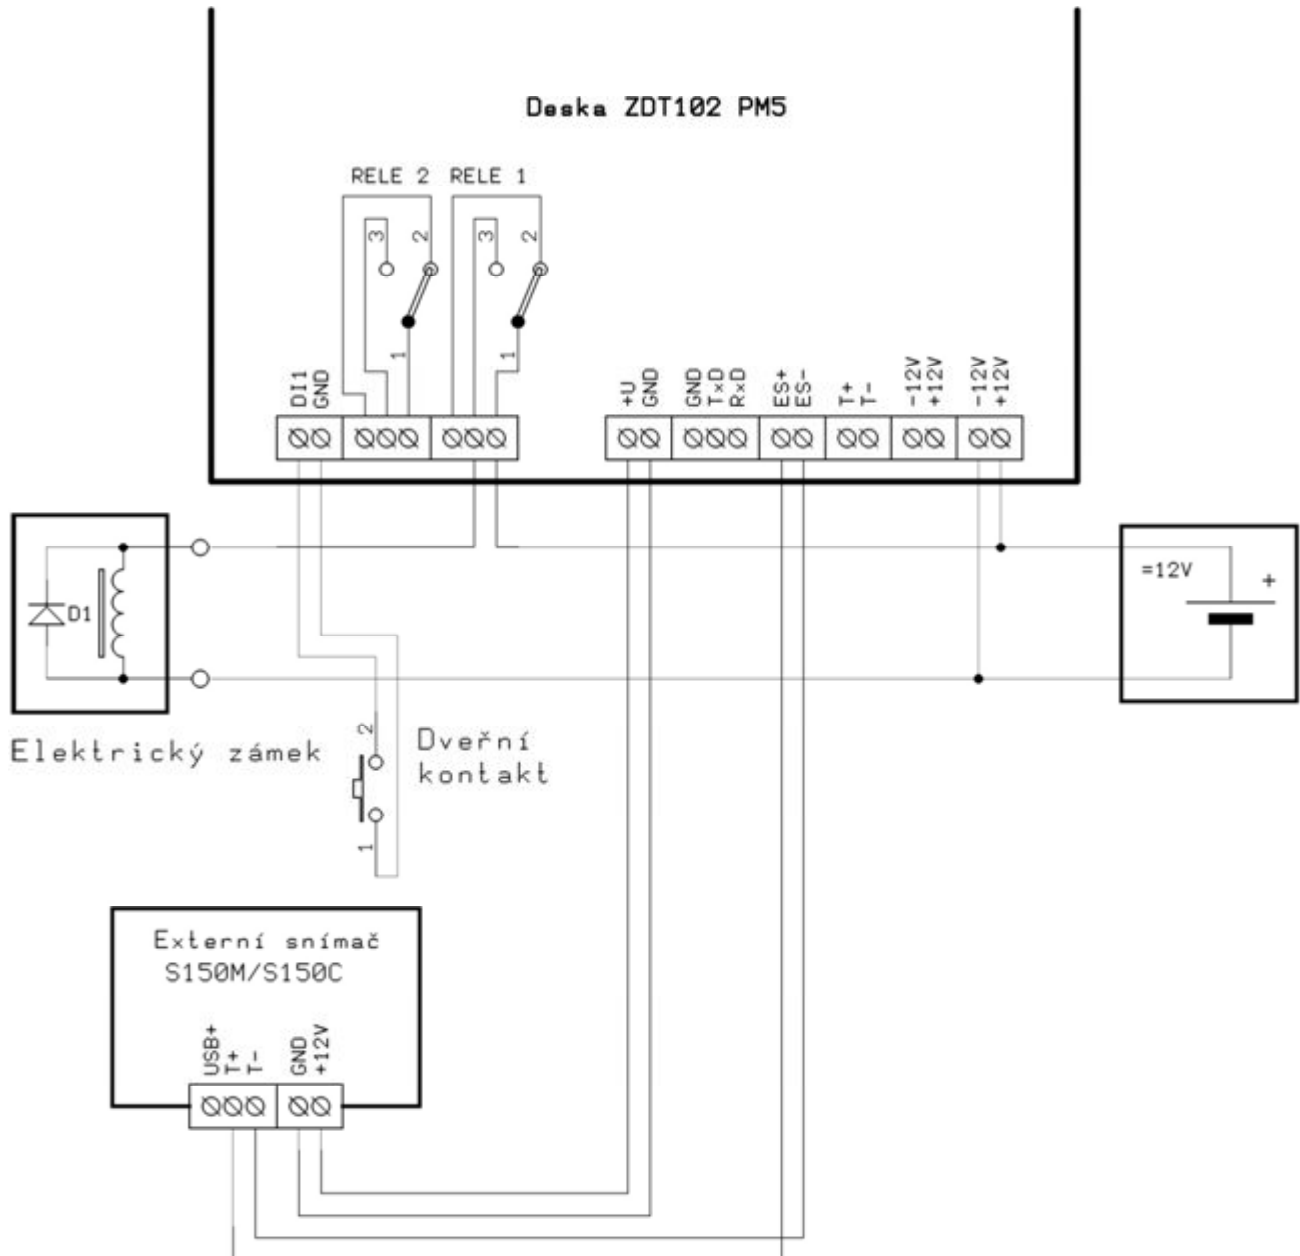 Deska ZDT102 PM5
RELE 2 RELE 1
3 2 3 2
1 1
DI1 GND +U GND GND TxD RxD ES+ ES- T+ T- -12V +12V -12V +12V
D1
=12V +
Elektrický zámek
2
Dveřní
kontakt
1
Externí snímač
S150M/S150C
USB+ T+ T- GND +12V